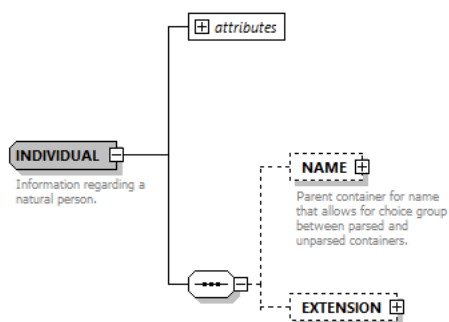 attributes
INDIVIDUAL
Information regarding a
natural person.
NAME
Parent container for name
that allows for choice group
between parsed and
unparsed containers.
EXTENSION